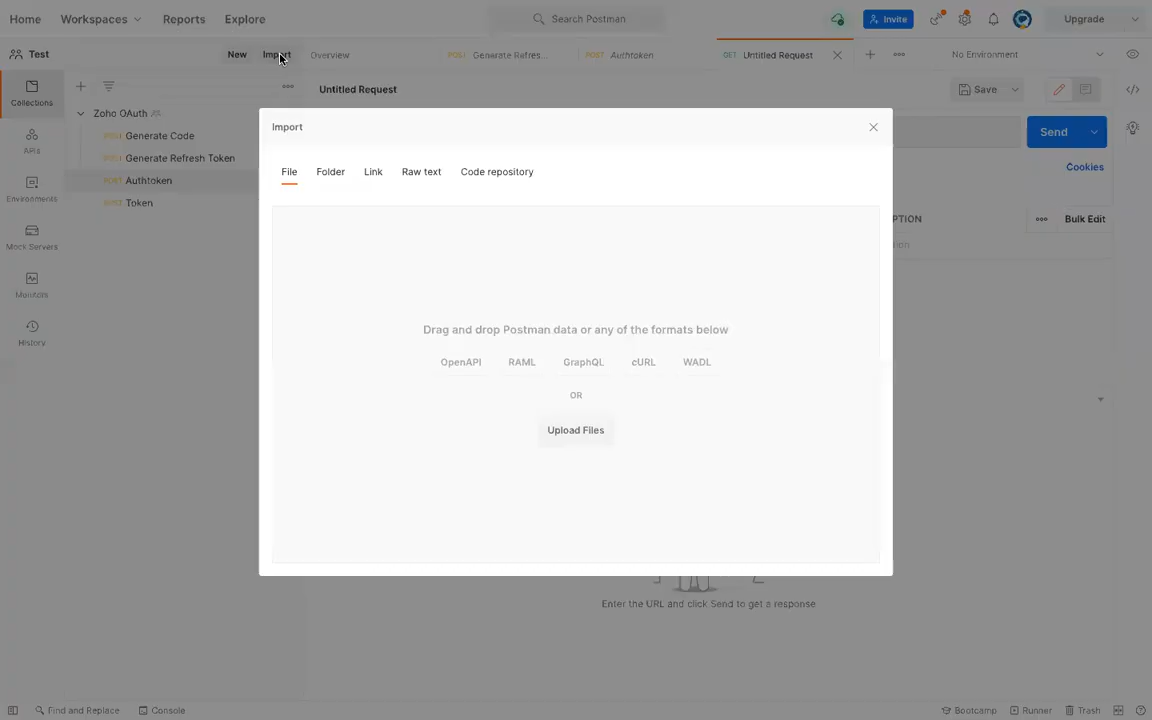 Home Workspaces Reports Explore Search Postman Invite Upgrade
Test New Import Overview POST Generate Refres... POST Authtoken GET Untitled Request No Environment
Collections
Untitled Request Save
Import
Zoho OAuth
POST Generate Code Send
APIs
POST Generate Refresh Token
Cookies
File Folder Link Raw text Code repository
POST Authtoken
Environments
POST Token
PTION Bulk Edit
Mock Servers
Monitors
Drag and drop Postman data or any of the formats below
History
OpenAPI RAML GraphQL cURL WADL
OR
Upload Files
Enter the URL and click Send to get a response
Find and Replace Console Bootcamp Runner Trash